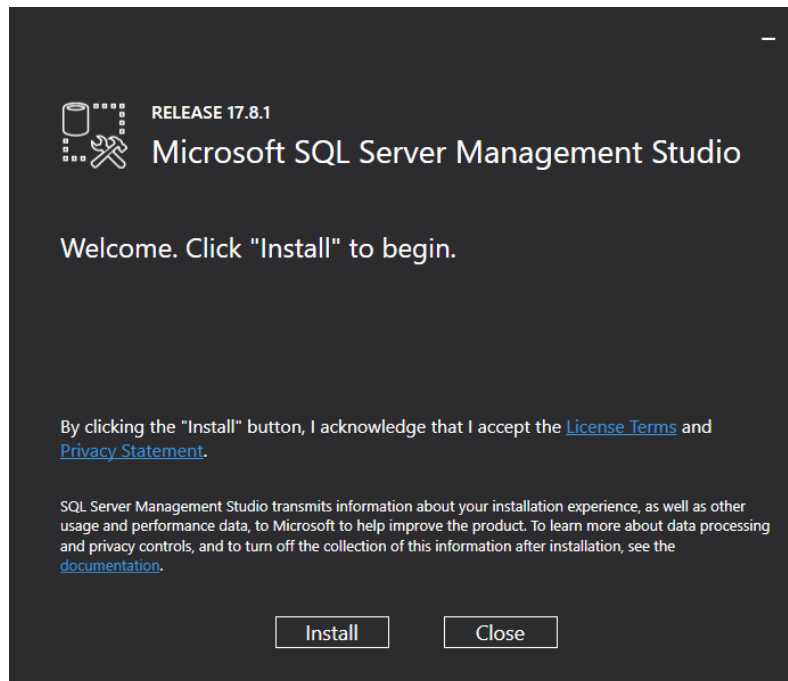 RELEASE 17.8.1
Microsoft SQL Server Management Studio
Welcome. Click "Install" to begin.
By clicking the "Install" button, I acknowledge that I accept the License Terms and
Privacy Statement.
SQL Server Management Studio transmits information about your installation experience, as well as other
usage and performance data, to Microsoft to help improve the product. To learn more about data processing
and privacy controls, and to turn off the collection of this information after installation, see the
documentation.
Install
Close